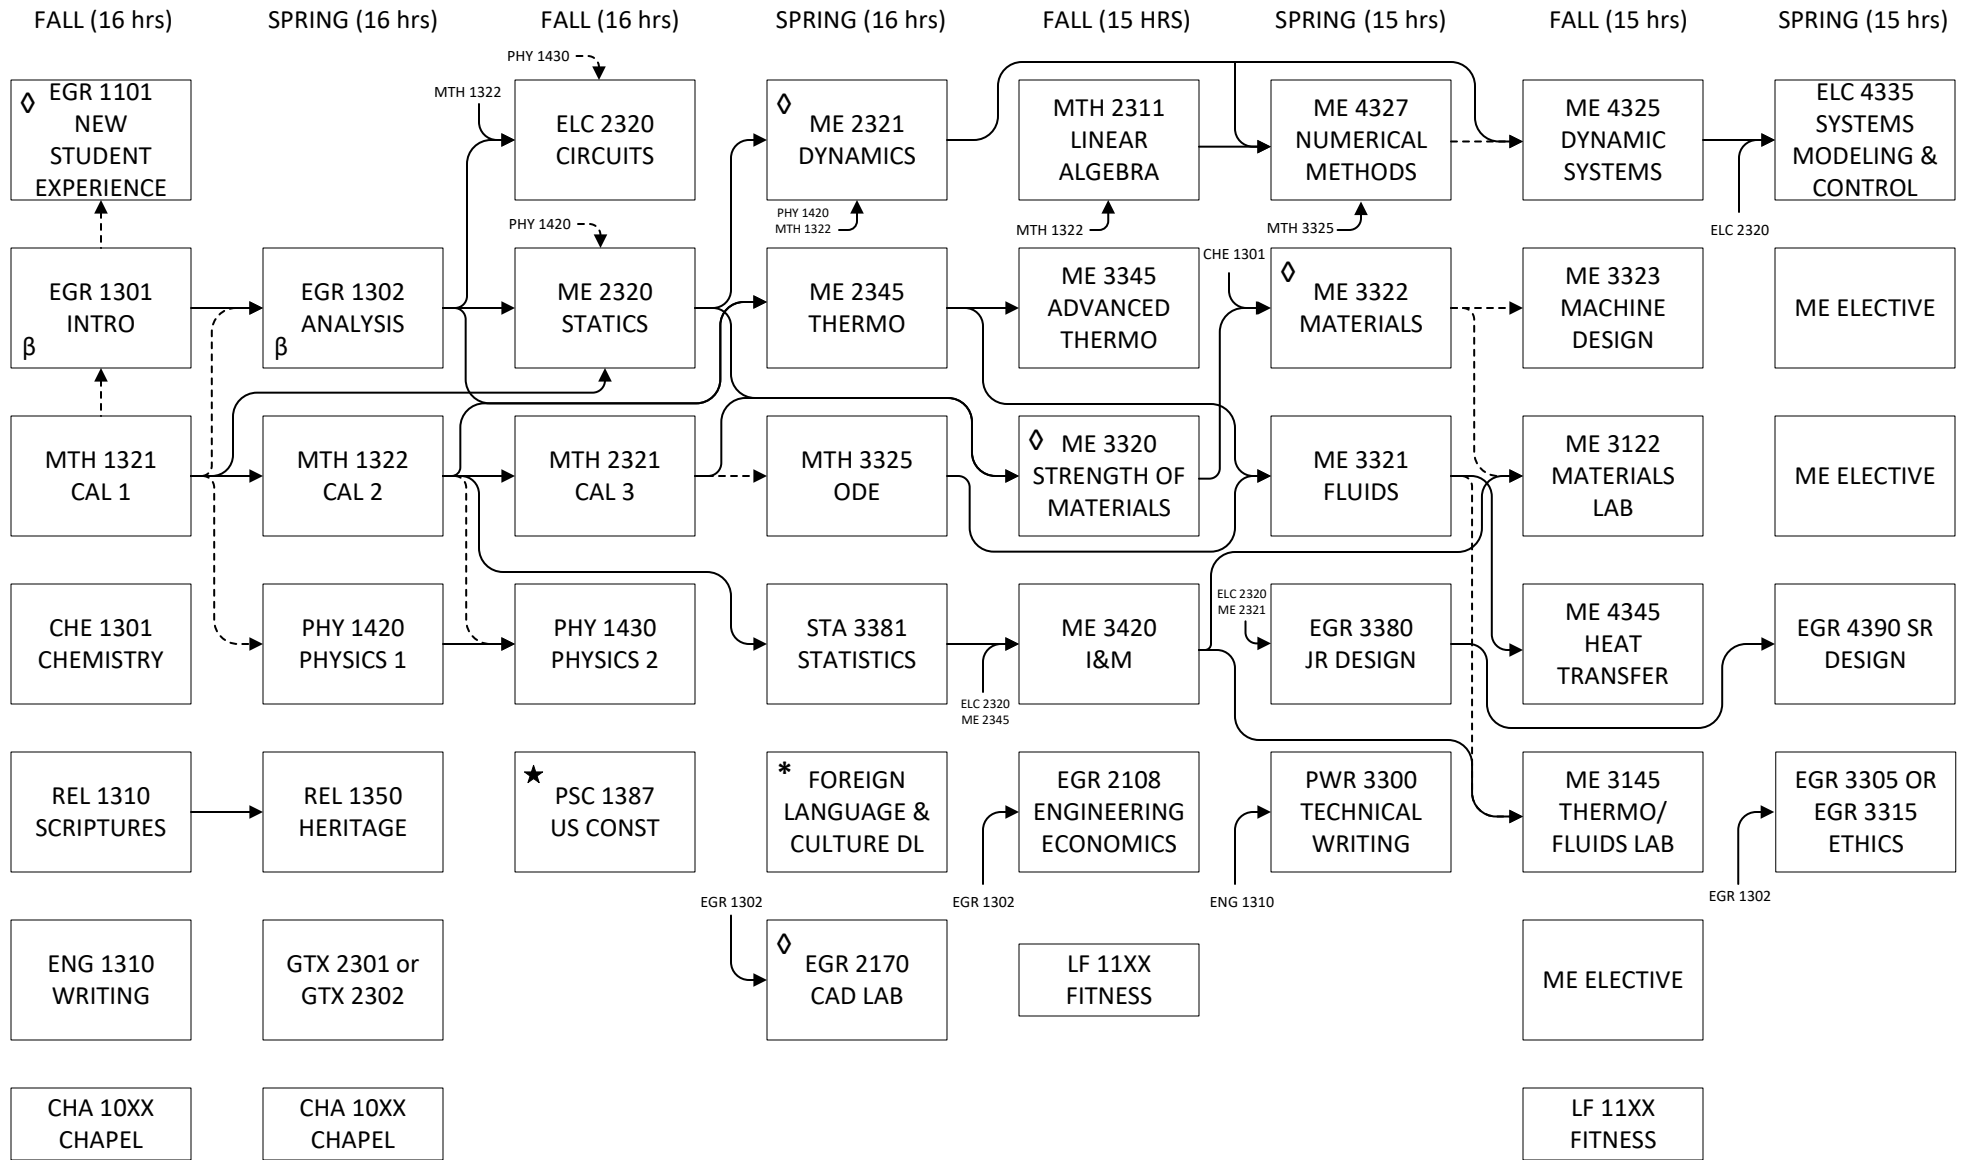 FALL (16 hrs)
SPRING (16 hrs)
FALL (16 hrs)
SPRING (16 hrs)
FALL (15 HRS)
SPRING (15 hrs)
FALL (15 hrs)
SPRING (15 hrs)
◊ EGR 1101
NEW
STUDENT
EXPERIENCE
EGR 1301
INTRO
β
MTH 1321
CAL 1
CHE 1301
CHEMISTRY
REL 1310
SCRIPTURES
ENG 1310
WRITING
CHA 10XX
CHAPEL
EGR 1302
ANALYSIS
β
MTH 1322
CAL 2
PHY 1420
PHYSICS 1
REL 1350
HERITAGE
GTX 2301 or
GTX 2302
CHA 10XX
CHAPEL
PHY 1430
MTH 1322
ELC 2320
CIRCUITS
PHY 1420
ME 2320
STATICS
MTH 2321
CAL 3
PHY 1430
PHYSICS 2
★
PSC 1387
US CONST
◊
ME 2321
DYNAMICS
PHY 1420
MTH 1322
ME 2345
THERMO
MTH 3325
ODE
STA 3381
STATISTICS
ELC 2320
ME 2345
* FOREIGN
LANGUAGE &
CULTURE DL
EGR 1302
◊
EGR 2170
CAD LAB
MTH 2311
LINEAR
ALGEBRA
MTH 1322
ME 3345
ADVANCED
THERMO
◊ ME 3320
STRENGTH OF
MATERIALS
ME 3420
I&M
EGR 2108
ENGINEERING
ECONOMICS
EGR 1302
LF 11XX
FITNESS
ME 4327
NUMERICAL
METHODS
MTH 3325
CHE 1301
◊
ME 3322
MATERIALS
ME 3321
FLUIDS
ELC 2320
ME 2321
EGR 3380
JR DESIGN
PWR 3300
TECHNICAL
WRITING
ENG 1310
ME 4325
DYNAMIC
SYSTEMS
ME 3323
MACHINE
DESIGN
ME 3122
MATERIALS
LAB
ME 4345
HEAT
TRANSFER
ME 3145
THERMO/
FLUIDS LAB
ME ELECTIVE
LF 11XX
FITNESS
ELC 4335
SYSTEMS
MODELING &
CONTROL
ELC 2320
ME ELECTIVE
ME ELECTIVE
EGR 4390 SR
DESIGN
EGR 3305 OR
EGR 3315
ETHICS
EGR 1302